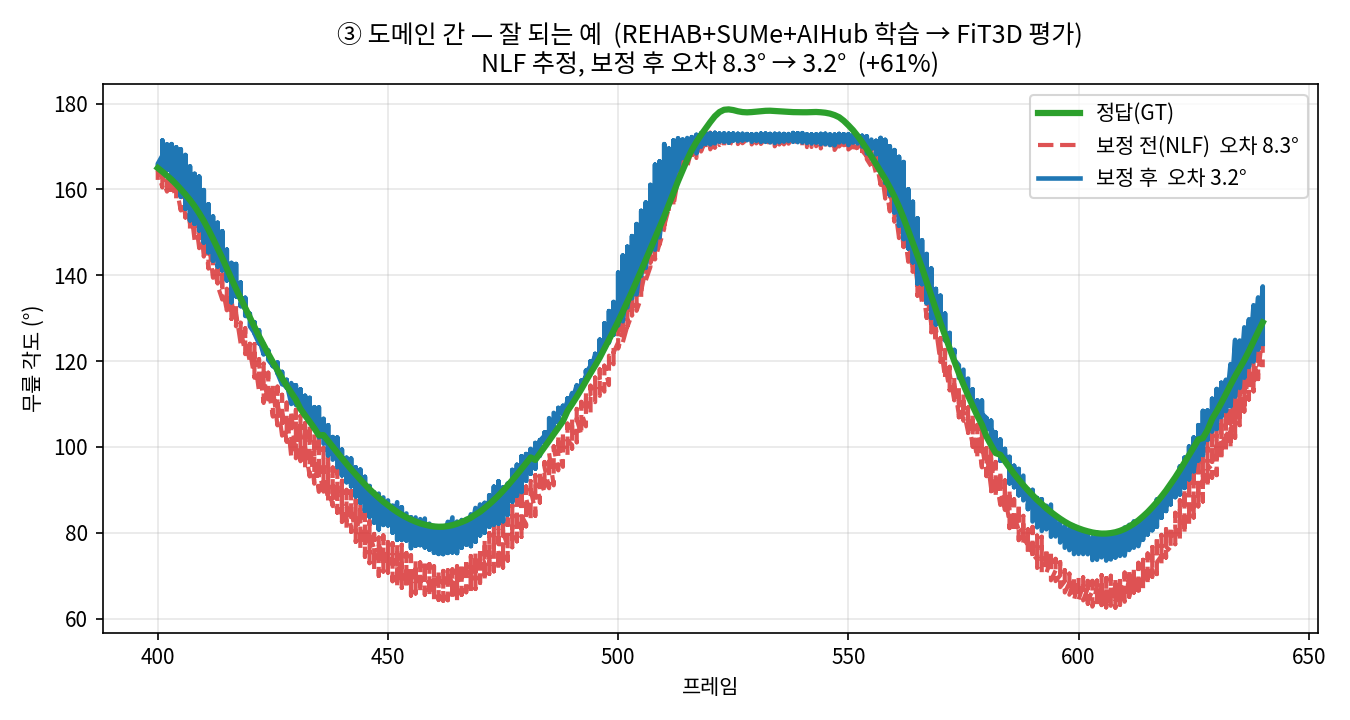 ③ 도메인 간 — 잘 되는 예 (REHAB+SUMe+AIHub 학습 → FiT3D 평가)
NLF 추정, 보정 후 오차 8.3° → 3.2° (+61%)
정답(GT)
보정 전(NLF) 오차 8.3°
보정 후 오차 3.2°
무릎 각도 (°)
180
160
140
120
100
80
60
400
450
500
550
600
650
프레임